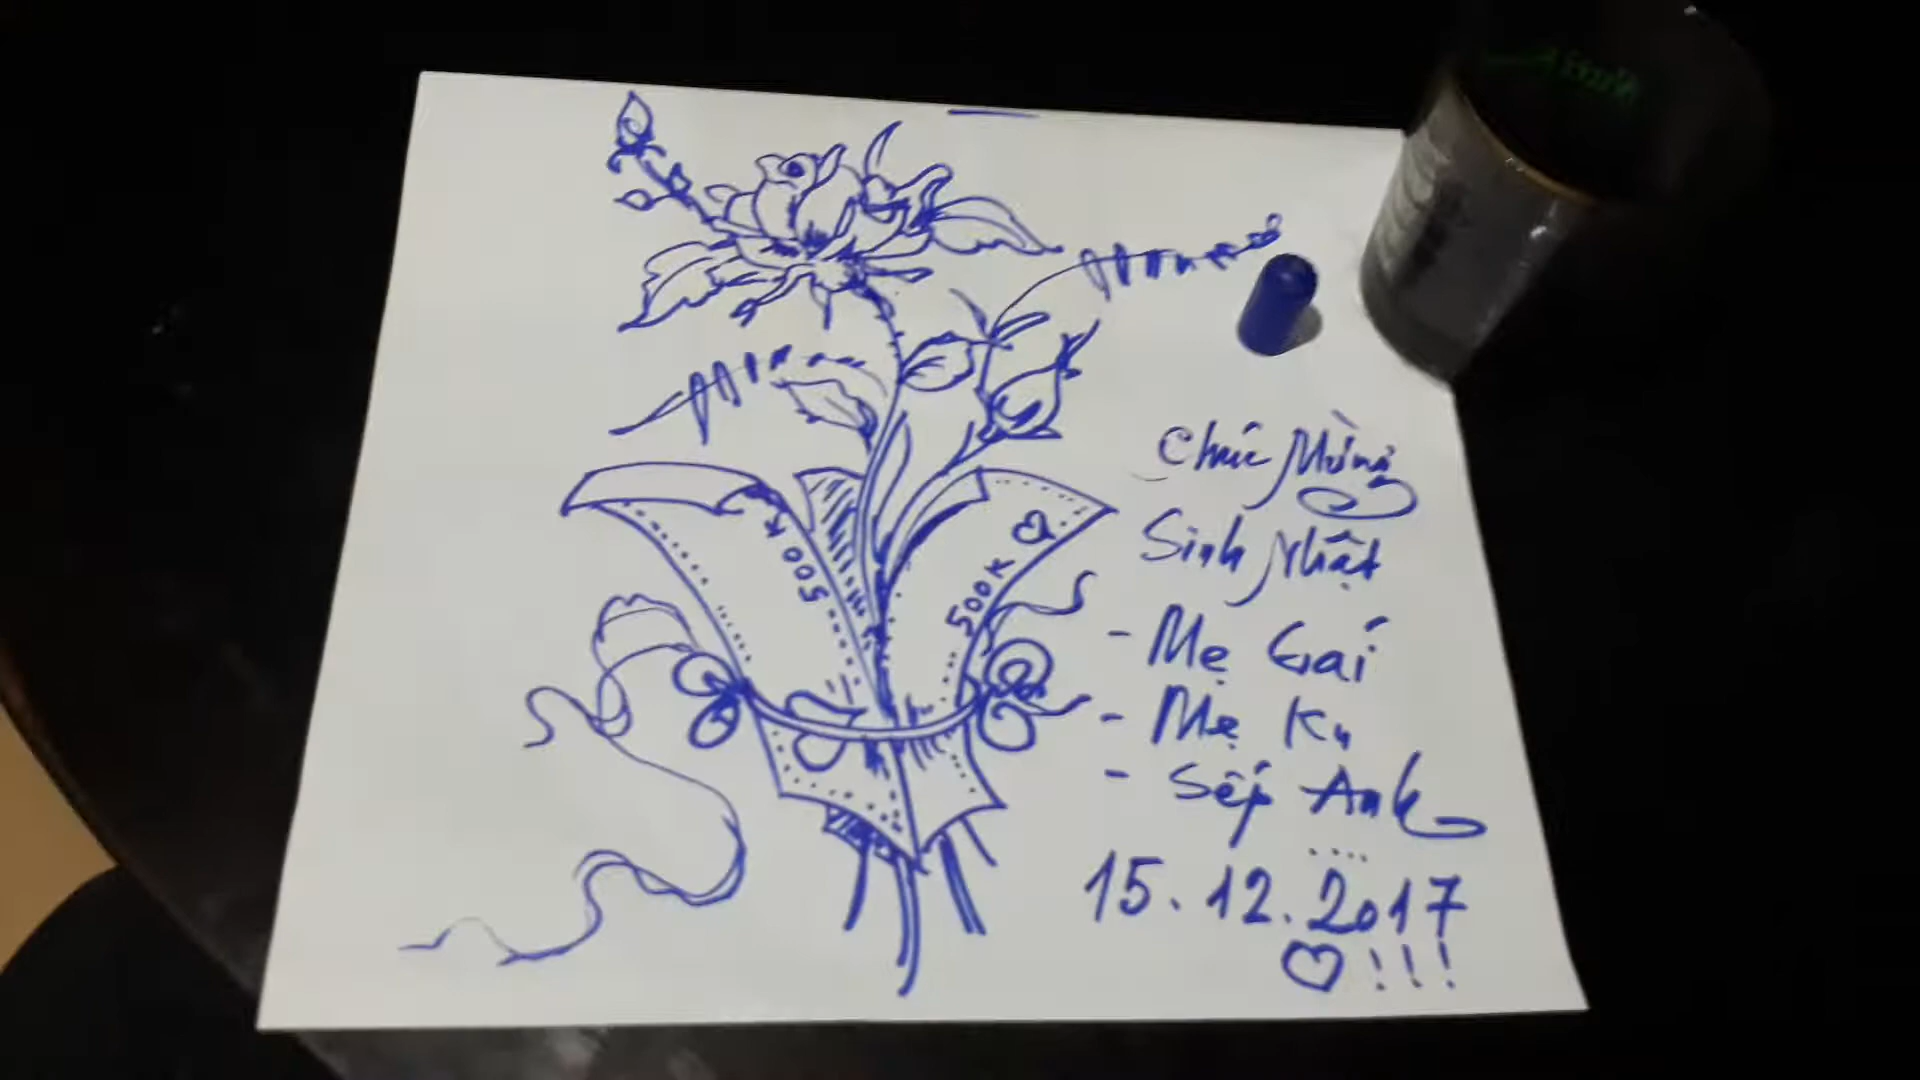 500K
500K
Chúc Mừng
Sinh Nhật
- Mẹ Gái
- Mẹ Ku
- Sếp Anh
....
15.12.2017
♡!!!